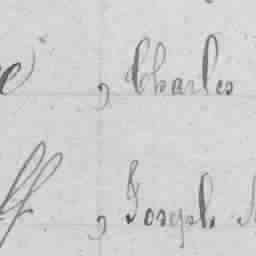 e , Charles
ff , Joseph